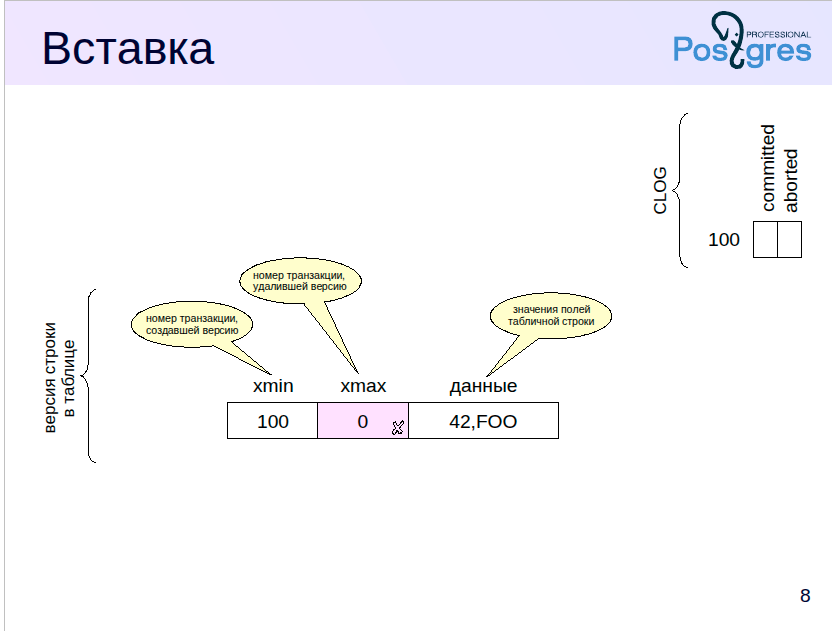 Вставка
PROFESSIONAL
Postgres
CLOG
committed
aborted
100
версия строки
в таблице
номер транзакции,
создавшей версию
номер транзакции,
удалившей версию
значения полей
табличной строки
xmin xmax данные
100 0 42,FOO
8